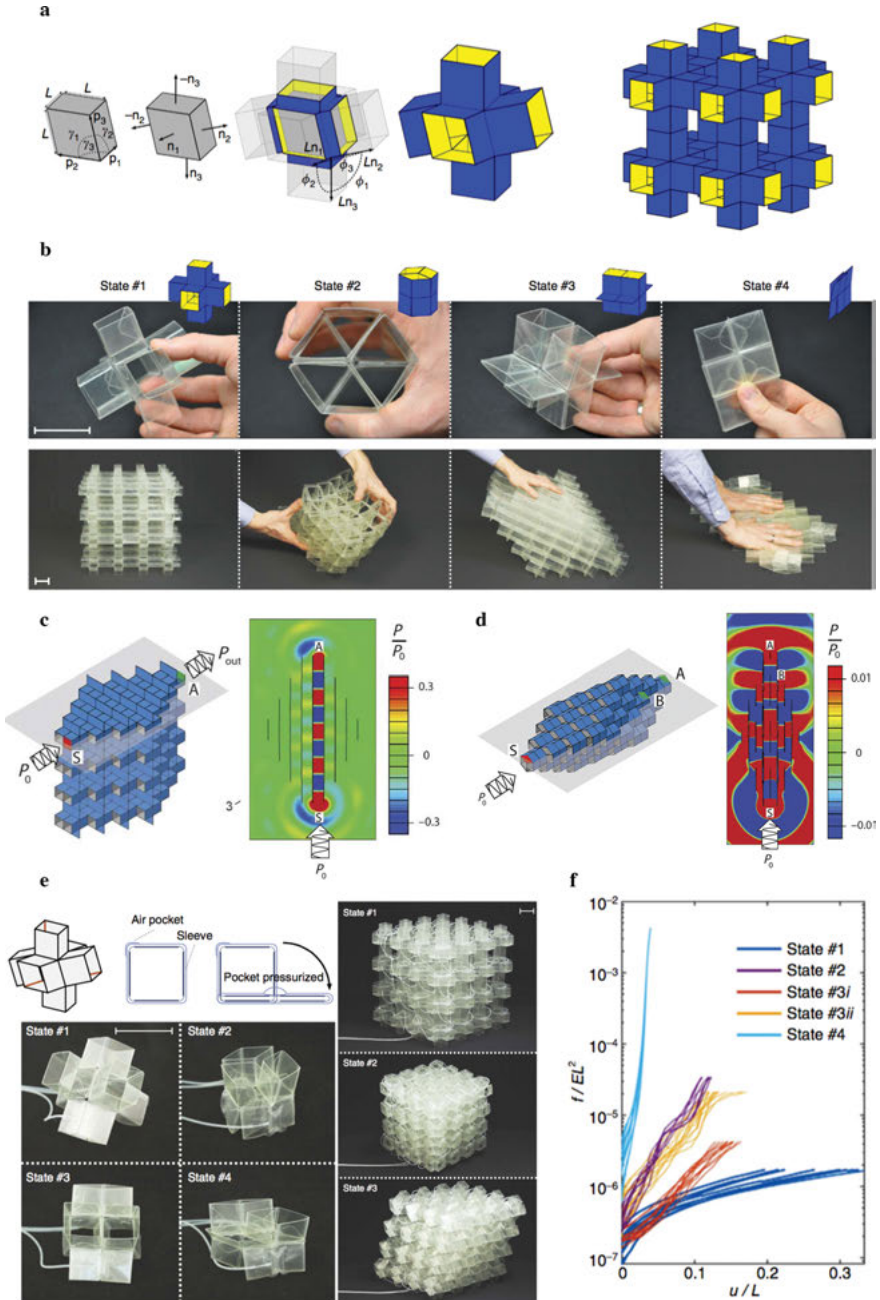 a
L
L
L
γ1
γ2
γ3
p3
p2
p1
−n3
−n2
n2
n1
n3
Ln1
Ln2
Ln3
ϕ3
ϕ2
ϕ1
b
State #1
State #2
State #3
State #4
c
P0
S
Pout
A
A
S
P0
3
P
P0
0.3
0
−0.3
d
P0
S
B
A
A
B
S
P0
P
P0
0.01
0
−0.01
e
Air pocket
Sleeve
Pocket pressurized
State #1
State #2
State #3
State #4
State #1
State #2
State #3
f
State #1
State #2
State #3i
State #3ii
State #4
f / EL²
10⁻²
10⁻³
10⁻⁴
10⁻⁵
10⁻⁶
10⁻⁷
0
0.1
0.2
0.3
u / L